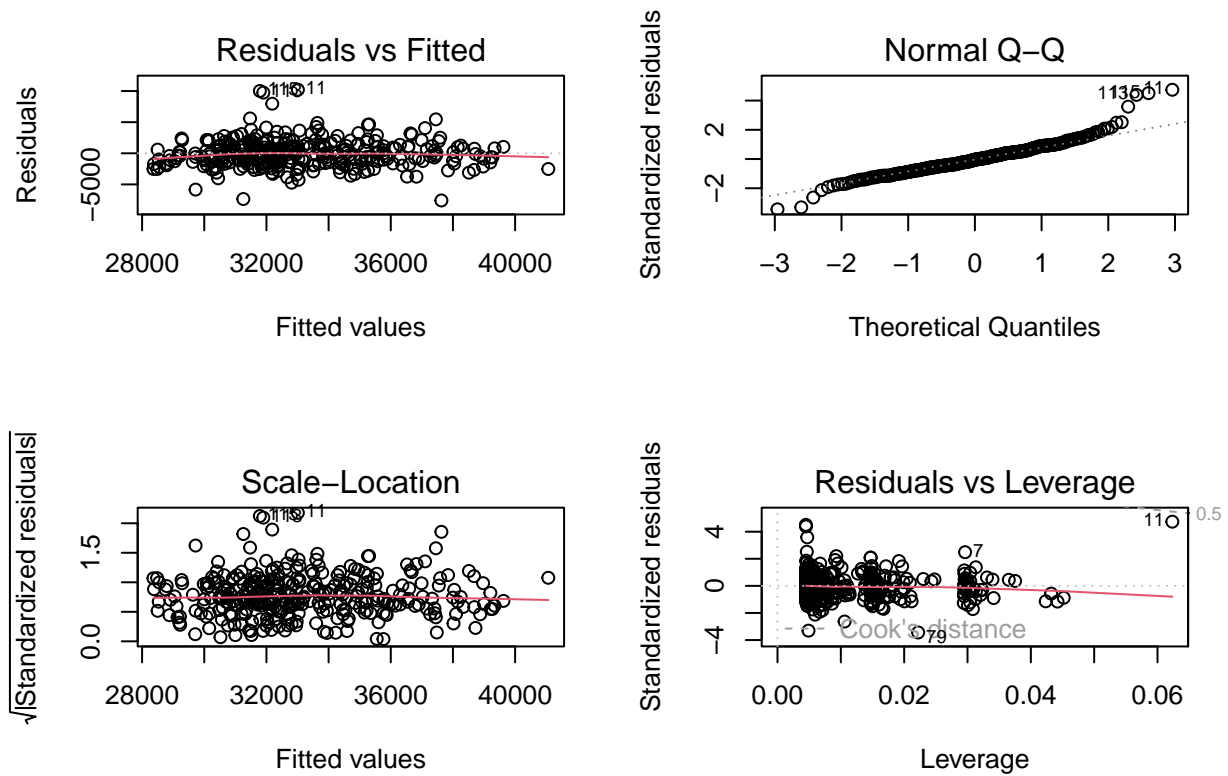 Residuals vs Fitted
Residuals
−5000
11
28000 32000 36000 40000
Fitted values
Normal Q−Q
Standardized residuals
2
−2
11
−3 −2 −1 0 1 2 3
Theoretical Quantiles
Scale−Location
√|Standardized residuals|
1.5
0.0
11
28000 32000 36000 40000
Fitted values
Residuals vs Leverage
Standardized residuals
4
0
−4
11
0.5
7
Cook's distance
79
0.00 0.02 0.04 0.06
Leverage